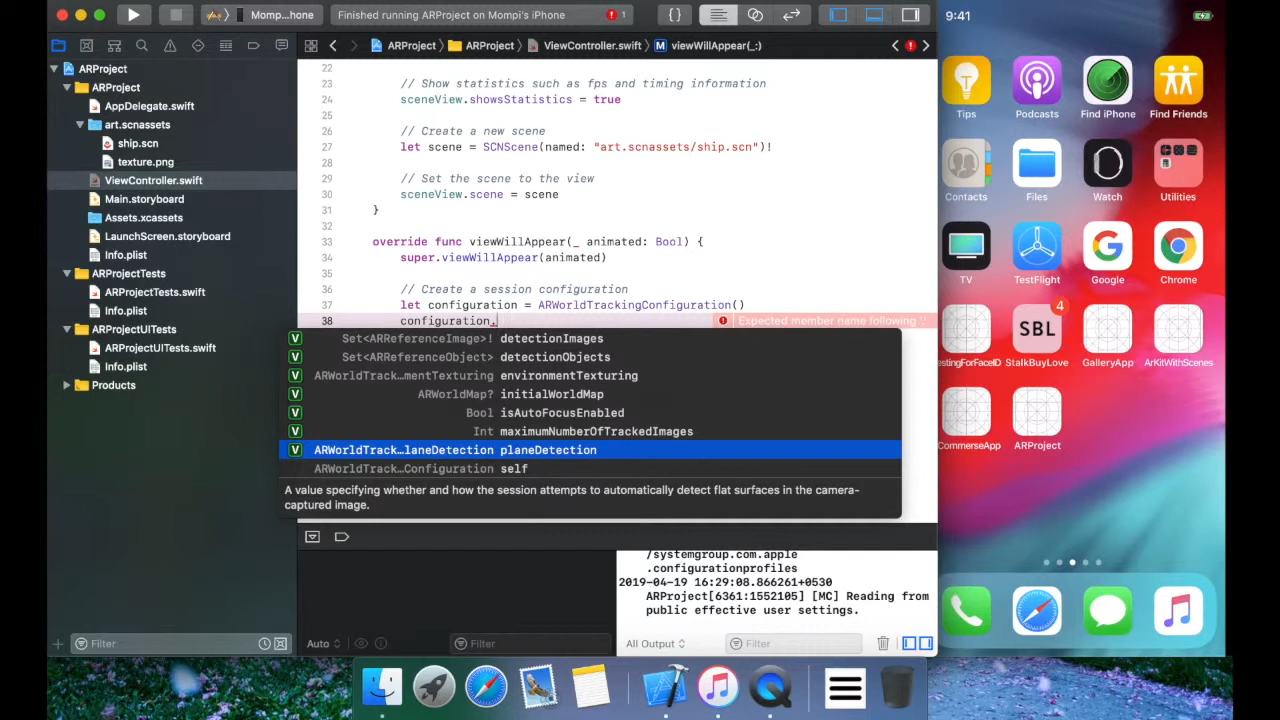 Momp...hone
Finished running ARProject on Mompi's iPhone
1
ARProject
ARProject
ViewController.swift
M
viewWillAppear(_:)
ARProject
ARProject
AppDelegate.swift
art.scnassets
ship.scn
texture.png
ViewController.swift
Main.storyboard
Assets.xcassets
LaunchScreen.storyboard
Info.plist
ARProjectTests
ARProjectTests.swift
Info.plist
ARProjectUITests
ARProjectUITests.swift
Info.plist
Products
Filter
22
23 // Show statistics such as fps and timing information
24 sceneView.showsStatistics = true
25
26 // Create a new scene
27 let scene = SCNScene(named: "art.scnassets/ship.scn")!
28
29 // Set the scene to the view
30 sceneView.scene = scene
31 }
32
33 override func viewWillAppear(_ animated: Bool) {
34 super.viewWillAppear(animated)
35
36 // Create a session configuration
37 let configuration = ARWorldTrackingConfiguration()
38 configuration. Expected member name following '.'
V Set<ARReferenceImage>! detectionImages
V Set<ARReferenceObject> detectionObjects
V ARWorldTrack...mentTexturing environmentTexturing
V ARWorldMap? initialWorldMap
V Bool isAutoFocusEnabled
V Int maximumNumberOfTrackedImages
V ARWorldTrack...laneDetection planeDetection
V ARWorldTrack...Configuration self
A value specifying whether and how the session attempts to automatically detect flat surfaces in the camera-
captured image.
Auto
Filter
/systemgroup.com.apple
.configurationprofiles
2019-04-19 16:29:08.866261+0530
ARProject[6361:1552105] [MC] Reading from
public effective user settings.
All Output
Filter
9:41
Tips Podcasts Find iPhone Find Friends
Contacts Files Watch Utilities
TV TestFlight Google Chrome
4
SBL
estingForFaceID StalkBuyLove GalleryApp ArKitWithScenes
CommerseApp ARProject